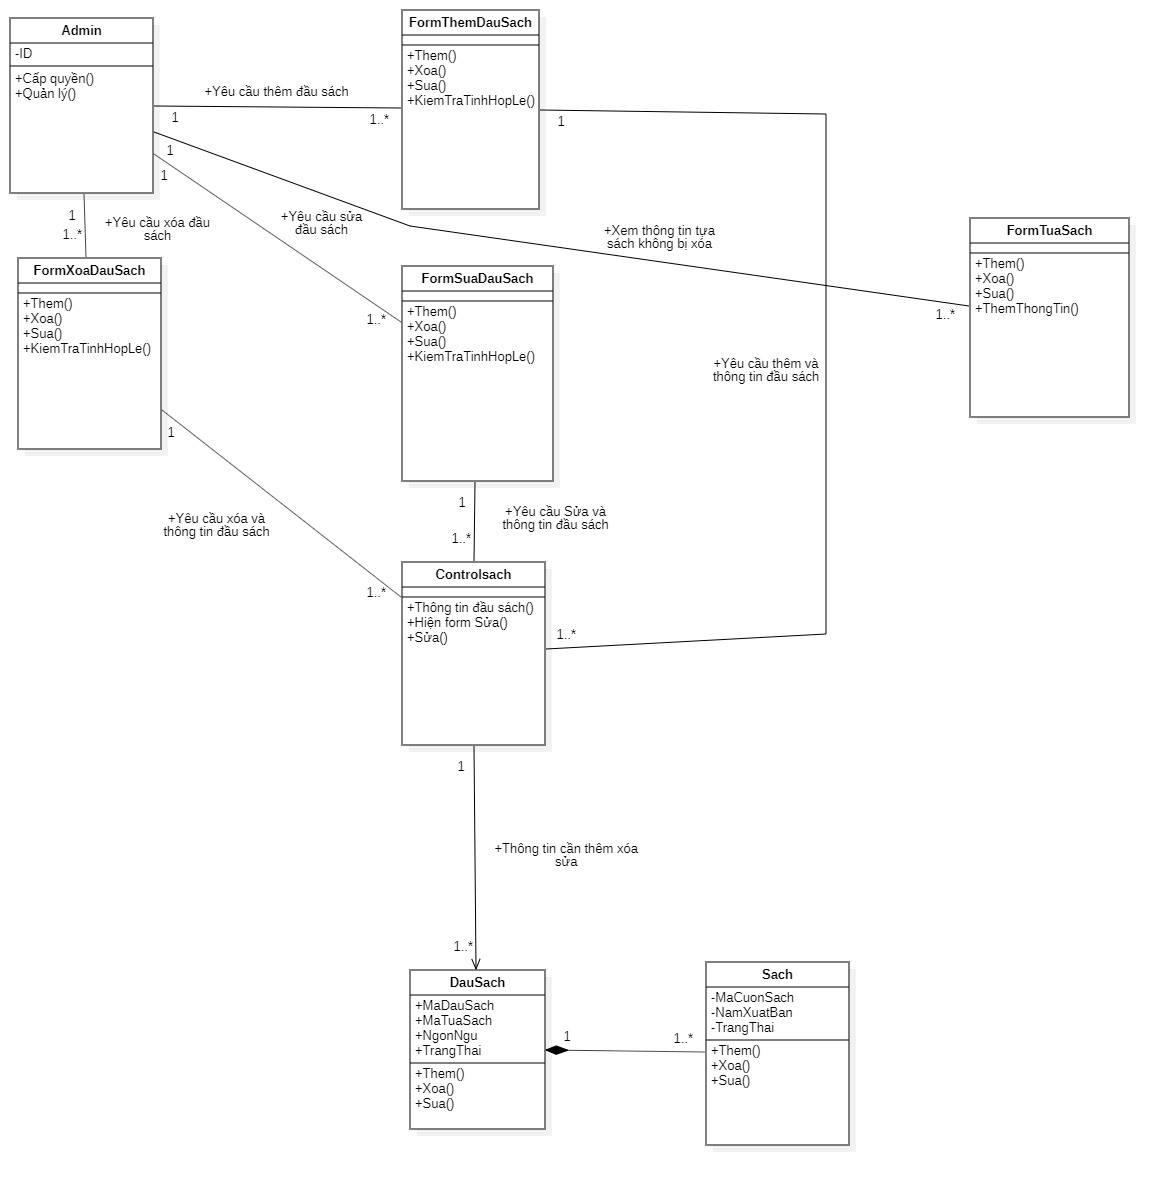 Admin
-ID
+Cấp quyền()
+Quản lý()
FormThemDauSach
+Them()
+Xoa()
+Sua()
+KiemTraTinhHopLe()
+Yêu cầu thêm đầu sách
1
1..*
1
1
1
1
1..*
+Yêu cầu xóa đầu
sách
+Yêu cầu sửa
đầu sách
+Xem thông tin tựa
sách không bị xóa
FormTuaSach
+Them()
+Xoa()
+Sua()
+ThemThongTin()
1..*
FormXoaDauSach
+Them()
+Xoa()
+Sua()
+KiemTraTinhHopLe()
FormSuaDauSach
+Them()
+Xoa()
+Sua()
+KiemTraTinhHopLe()
1..*
+Yêu cầu thêm và
thông tin đầu sách
1
+Yêu cầu xóa và
thông tin đầu sách
1
+Yêu cầu Sửa và
thông tin đầu sách
1..*
1..*
Controlsach
+Thông tin đầu sách()
+Hiện form Sửa()
+Sửa()
1..*
1
+Thông tin cần thêm xóa
sửa
1..*
DauSach
+MaDauSach
+MaTuaSach
+NgonNgu
+TrangThai
+Them()
+Xoa()
+Sua()
1
1..*
Sach
-MaCuonSach
-NamXuatBan
-TrangThai
+Them()
+Xoa()
+Sua()